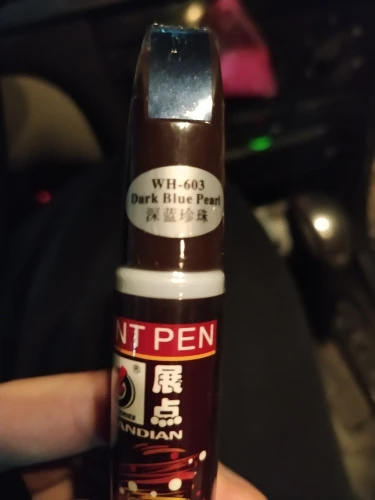 WH-603
Dark Blue Pearl
深蓝珍珠
NT PEN
展
点
ANDIAN